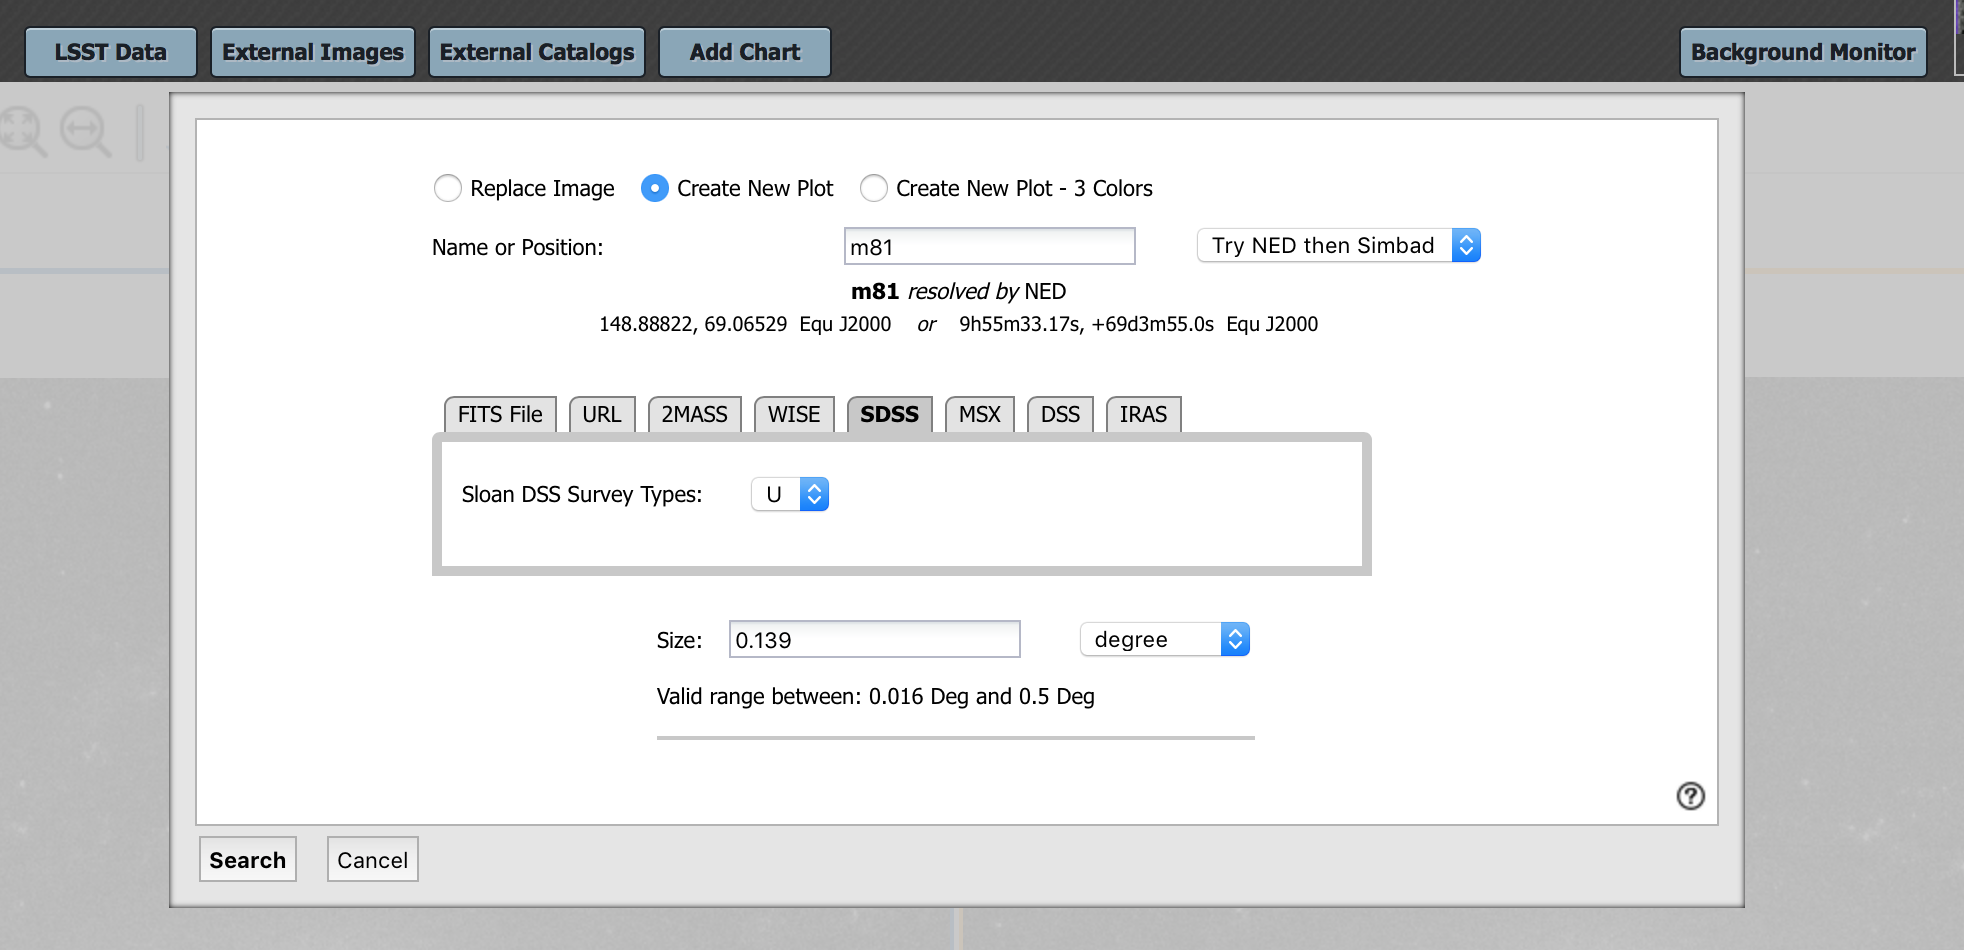 LSST Data External Images External Catalogs Add Chart Background Monitor
Replace Image Create New Plot Create New Plot - 3 Colors
Name or Position: m81 Try NED then Simbad
m81 resolved by NED
148.88822, 69.06529 Equ J2000 or 9h55m33.17s, +69d3m55.0s Equ J2000
FITS File URL 2MASS WISE SDSS MSX DSS IRAS
Sloan DSS Survey Types: U
Size: 0.139 degree
Valid range between: 0.016 Deg and 0.5 Deg
?
Search Cancel